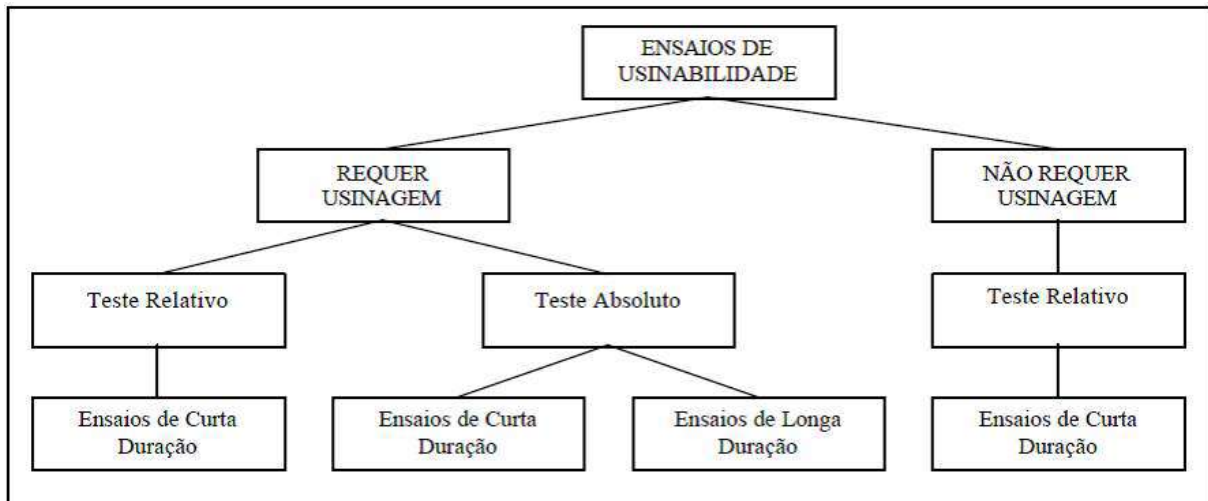 ENSAIOS DE
USINABILIDADE
REQUER
USINAGEM
NÃO REQUER
USINAGEM
Teste Relativo
Teste Absoluto
Teste Relativo
Ensaios de Curta
Duração
Ensaios de Curta
Duração
Ensaios de Longa
Duração
Ensaios de Curta
Duração